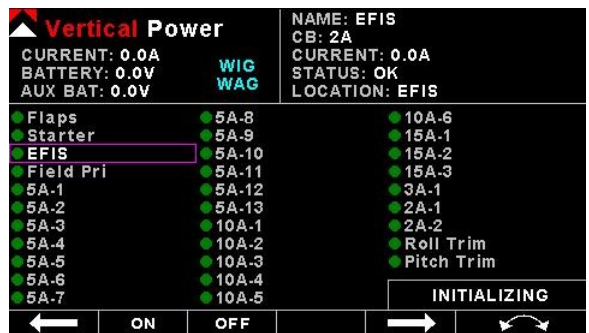 Vertical Power
CURRENT: 0.0A
BATTERY: 0.0V
AUX BAT: 0.0V
WIG
WAG
NAME: EFIS
CB: 2A
CURRENT: 0.0A
STATUS: OK
LOCATION: EFIS
Flaps
Starter
EFIS
Field Pri
5A-1
5A-2
5A-3
5A-4
5A-5
5A-6
5A-7
5A-8
5A-9
5A-10
5A-11
5A-12
5A-13
10A-1
10A-2
10A-3
10A-4
10A-5
10A-6
15A-1
15A-2
15A-3
3A-1
2A-1
2A-2
Roll Trim
Pitch Trim
INITIALIZING
ON
OFF